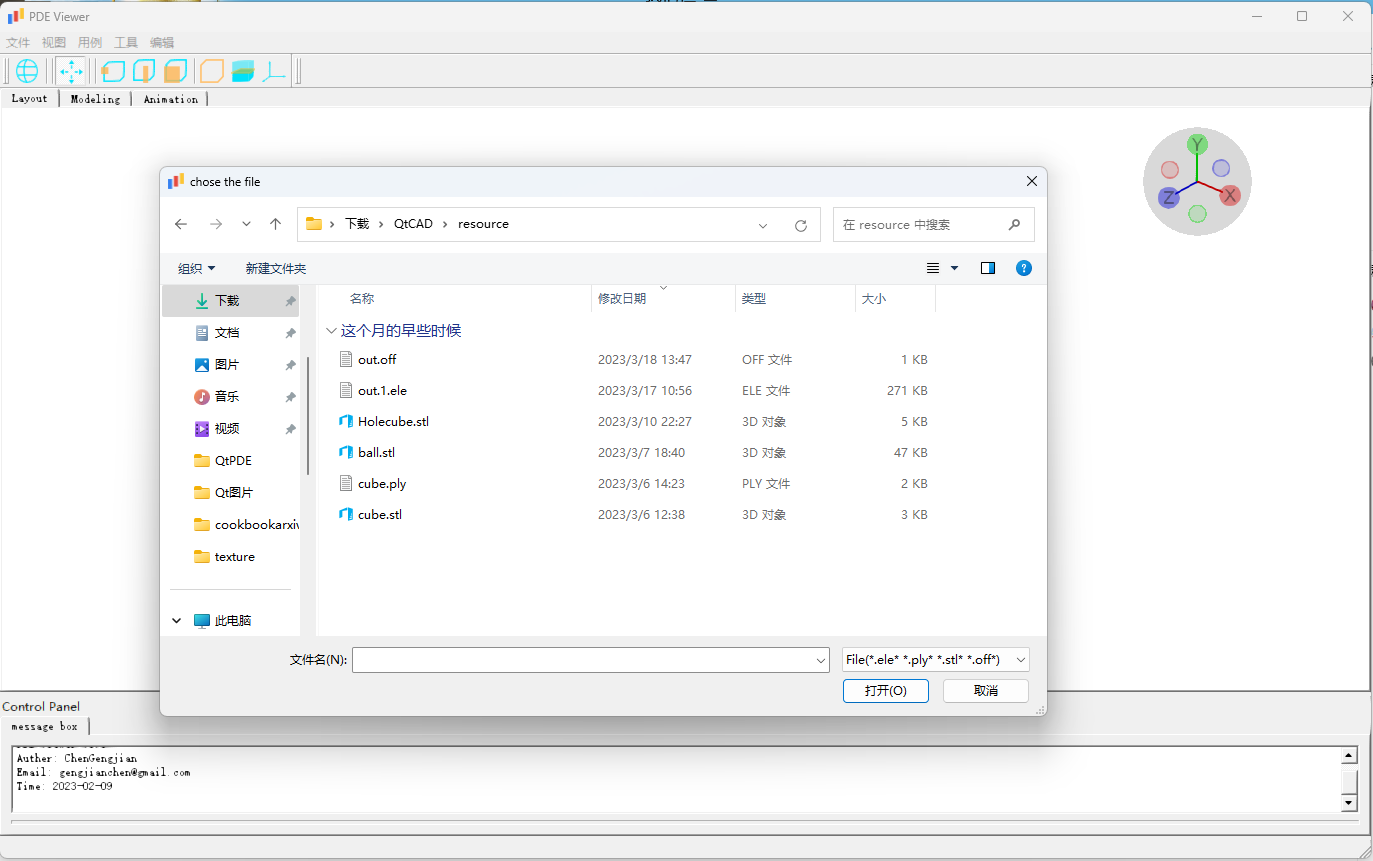 PDE Viewer
文件 视图 用例 工具 编辑
Layout Modeling Animation
Y
Z X
chose the file
下载 QtCAD resource
在 resource 中搜索
组织 新建文件夹
?
下载
文档
图片
音乐
视频
QtPDE
Qt图片
cookbookarxiv
texture
此电脑
名称 修改日期 类型 大小
这个月的早些时候
out.off 2023/3/18 13:47 OFF 文件 1 KB
out.1.ele 2023/3/17 10:56 ELE 文件 271 KB
Holecube.stl 2023/3/10 22:27 3D 对象 5 KB
ball.stl 2023/3/7 18:40 3D 对象 47 KB
cube.ply 2023/3/6 14:23 PLY 文件 2 KB
cube.stl 2023/3/6 12:38 3D 对象 3 KB
文件名(N): File(*.ele* *.ply* *.stl* *.off*)
打开(O) 取消
Control Panel
message box
Auther: ChenGengjian
Email: gengjianchen@gmail.com
Time: 2023-02-09